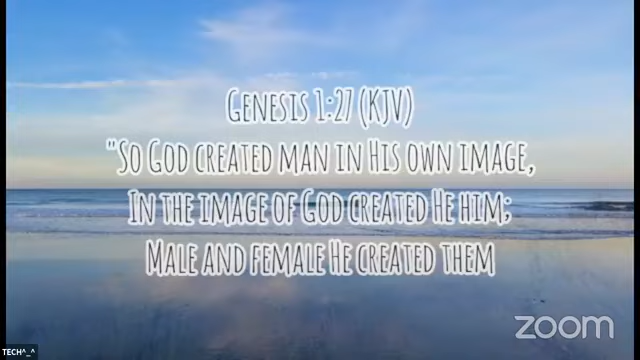 GENESIS 1:27 (KJV)
"SO GOD CREATED MAN IN HIS OWN IMAGE,
IN THE IMAGE OF GOD CREATED HE HIM;
MALE AND FEMALE HE CREATED THEM
zoom
TECH^_^